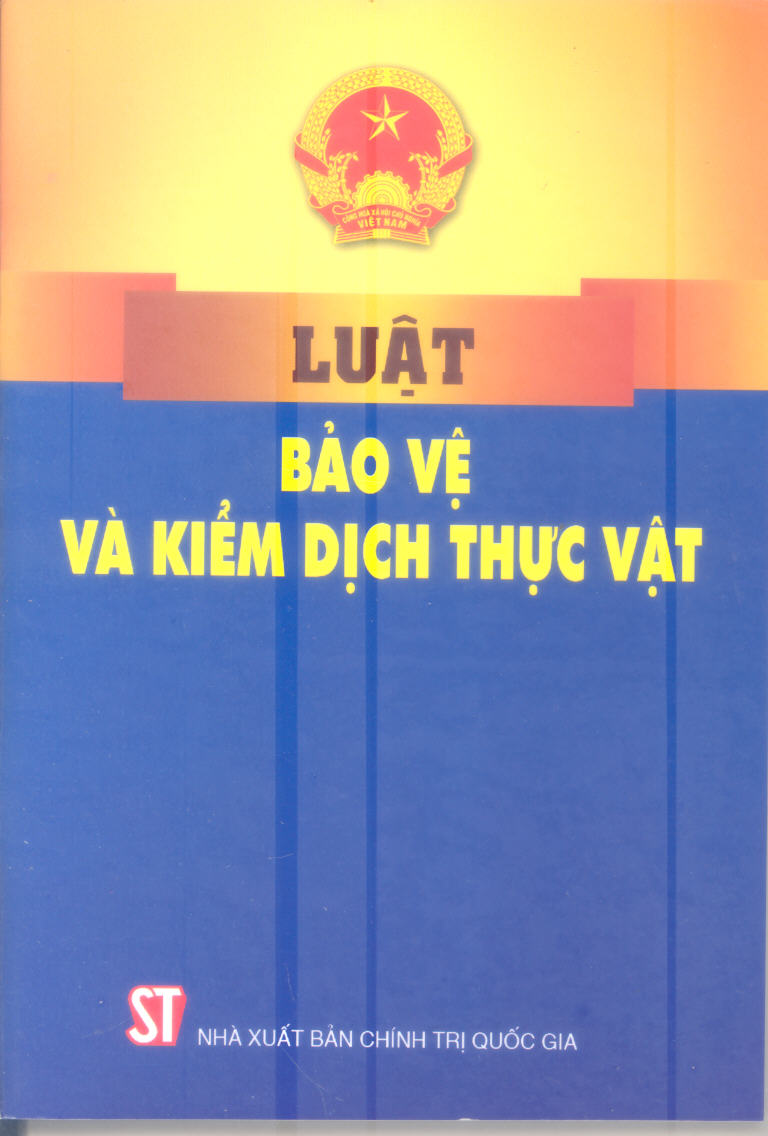 CỘNG HOÀ XÃ HỘI CHỦ NGHĨA
VIỆT NAM
LUẬT
BẢO VỆ
VÀ KIỂM DỊCH THỰC VẬT
ST
NHÀ XUẤT BẢN CHÍNH TRỊ QUỐC GIA